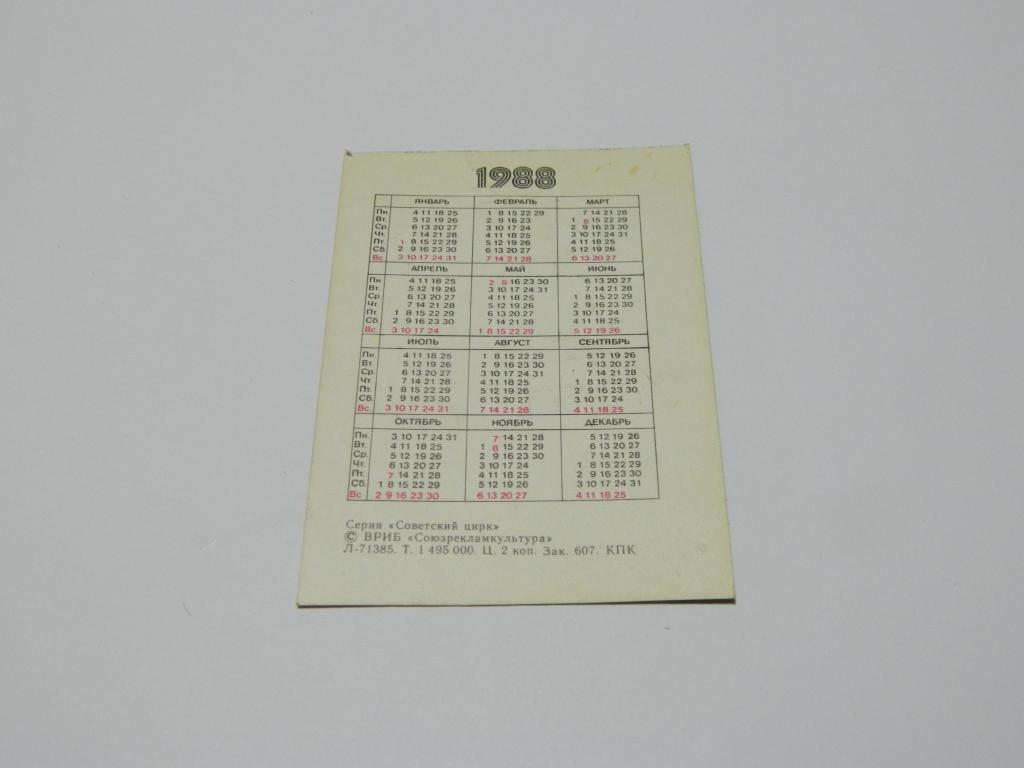 1988
ЯНВАРЬ ФЕВРАЛЬ МАРТ
Пн. 4 11 18 25 1 8 15 22 29 7 14 21 28
Вт. 5 12 19 26 2 9 16 23 1 8 15 22 29
Ср. 6 13 20 27 3 10 17 24 2 9 16 23 30
Чт. 7 14 21 28 4 11 18 25 3 10 17 24 31
Пт. 1 8 15 22 29 5 12 19 26 4 11 18 25
Сб. 2 9 16 23 30 6 13 20 27 5 12 19 26
Вс. 3 10 17 24 31 7 14 21 28 6 13 20 27
АПРЕЛЬ МАЙ ИЮНЬ
Пн. 4 11 18 25 2 9 16 23 30 6 13 20 27
Вт. 5 12 19 26 3 10 17 24 31 7 14 21 28
Ср. 6 13 20 27 4 11 18 25 1 8 15 22 29
Чт. 7 14 21 28 5 12 19 26 2 9 16 23 30
Пт. 1 8 15 22 29 6 13 20 27 3 10 17 24
Сб. 2 9 16 23 30 7 14 21 28 4 11 18 25
Вс. 3 10 17 24 1 8 15 22 29 5 12 19 26
ИЮЛЬ АВГУСТ СЕНТЯБРЬ
Пн. 4 11 18 25 1 8 15 22 29 5 12 19 26
Вт. 5 12 19 26 2 9 16 23 30 6 13 20 27
Ср. 6 13 20 27 3 10 17 24 31 7 14 21 28
Чт. 7 14 21 28 4 11 18 25 1 8 15 22 29
Пт. 1 8 15 22 29 5 12 19 26 2 9 16 23 30
Сб. 2 9 16 23 30 6 13 20 27 3 10 17 24
Вс. 3 10 17 24 31 7 14 21 28 4 11 18 25
ОКТЯБРЬ НОЯБРЬ ДЕКАБРЬ
Пн. 3 10 17 24 31 7 14 21 28 5 12 19 26
Вт. 4 11 18 25 1 8 15 22 29 6 13 20 27
Ср. 5 12 19 26 2 9 16 23 30 7 14 21 28
Чт. 6 13 20 27 3 10 17 24 1 8 15 22 29
Пт. 7 14 21 28 4 11 18 25 2 9 16 23 30
Сб. 1 8 15 22 29 5 12 19 26 3 10 17 24 31
Вс 2 9 16 23 30 6 13 20 27 4 11 18 25
Серия «Советский цирк»
© ВРИБ «Союзрекламкультура»
Л-71385. Т. 1 495 000. Ц. 2 коп. Зак. 607. КПК